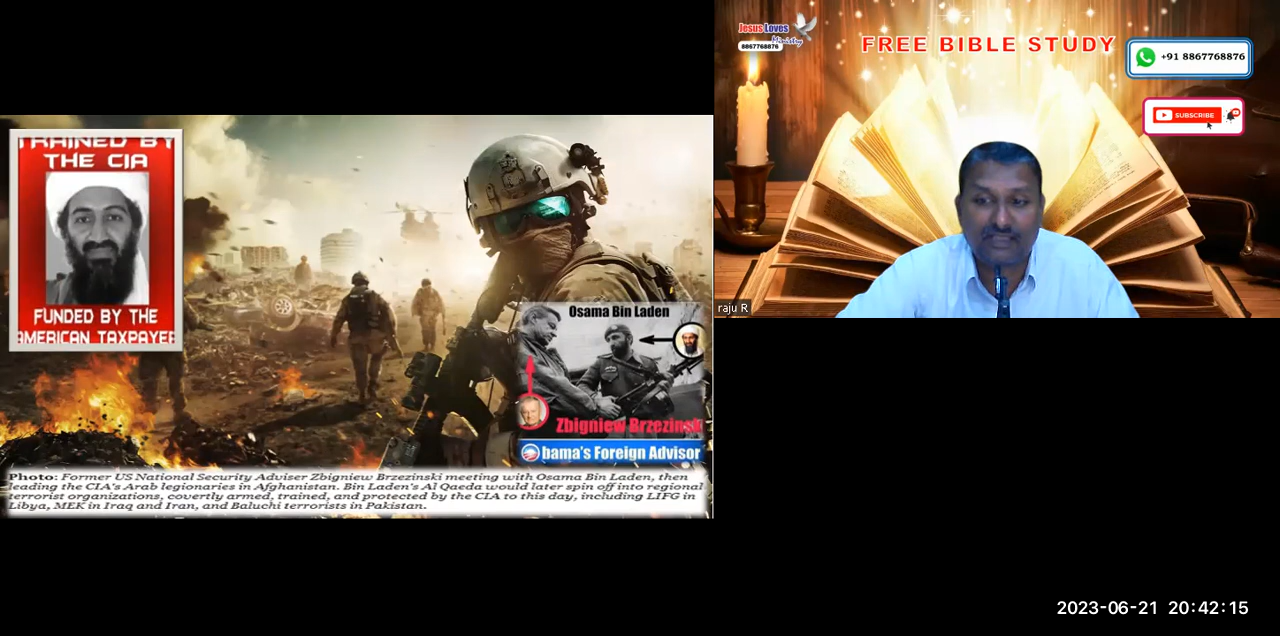 TRAINED BY
THE CIA
FUNDED BY THE
AMERICAN TAXPAYER
Osama Bin Laden
Zbigniew Brzezinsk
bama's Foreign Advisor
Photo: Former US National Security Adviser Zbigniew Brzezinski meeting with Osama Bin Laden, then
leading the CIA's Arab legionaries in Afghanistan. Bin Laden's Al Qaeda would later spin off into regional
terrorist organizations, covertly armed, trained, and protected by the CIA to this day, including LIFG in
Libya, MEK in Iraq and Iran, and Baluchi terrorists in Pakistan.
Jesus Loves
Ministry
8867768876
FREE BIBLE STUDY
+91 8867768876
SUBSCRIBE
raju R
2023-06-21 20:42:15